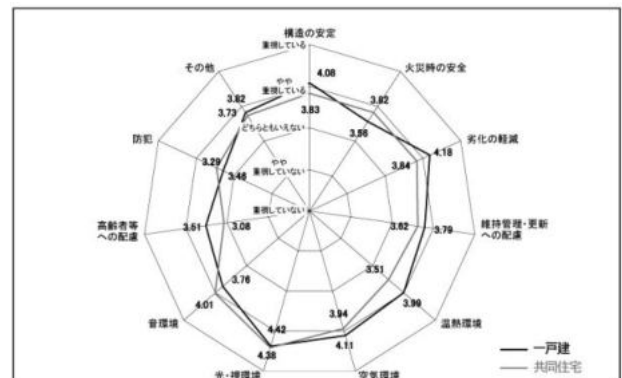 構造の安定
重視している
4.08
その他
火災時の安全
3.82
やや
重視している
3.82
3.73
3.83
どちらともいえない
3.56
防犯
劣化の軽減
4.18
3.84
3.29
やや
重視していない
3.46
重視していない
高齢者等
への配慮
3.51
3.08
3.62
3.79
維持管理・更新
への配慮
3.76
3.51
4.01
3.99
音環境
温熱環境
3.94
4.42
4.11
4.38
光・視環境
空気環境
一戸建
共同住宅